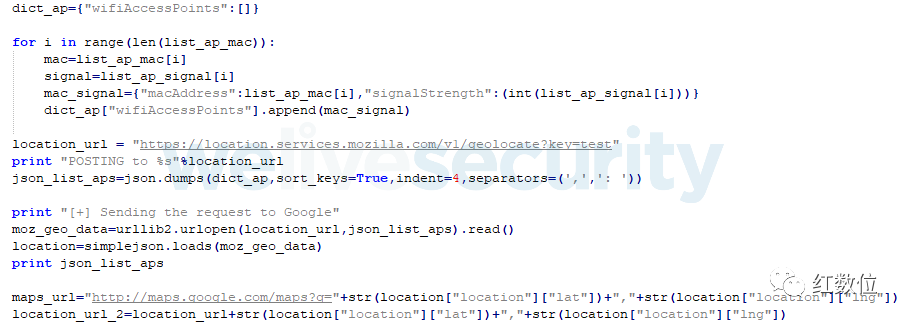 dict_ap={"wifiAccessPoints":[]}
for i in range(len(list_ap_mac)):
mac=list_ap_mac[i]
signal=list_ap_signal[i]
mac_signal={"macAddress":list_ap_mac[i],"signalStrength":(int(list_ap_signal[i]))}
dict_ap["wifiAccessPoints"].append(mac_signal)
location_url = "https://location.services.mozilla.com/v1/geolocate?key=test"
print "POSTING to %s"%location_url
json_list_aps=json.dumps(dict_ap,sort_keys=True,indent=4,separators=(',',': '))
welivesecurity
print "[+] Sending the request to Google"
moz_geo_data=urllib2.urlopen(location_url,json_list_aps).read()
location=simplejson.loads(moz_geo_data)
print json_list_aps
红数位
maps_url="http://maps.google.com/maps?q="+str(location["location"]["lat"])+","+str(location["location"]["lng"])
location_url_2=location_url+str(location["location"]["lat"])+","+str(location["location"]["lng"])